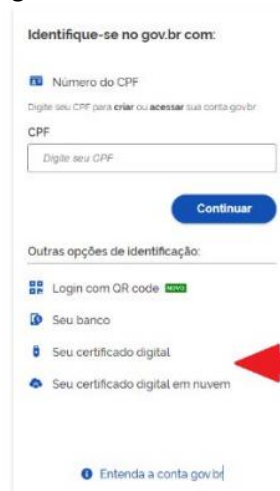 Identifique-se no gov.br com:
Número do CPF
Digite seu CPF para criar ou acessar sua conta gov.br
CPF
Digite seu CPF
Continuar
Outras opções de identificação:
Login com QR code NOVO
Seu banco
Seu certificado digital
Seu certificado digital em nuvem
Entenda a conta gov.br